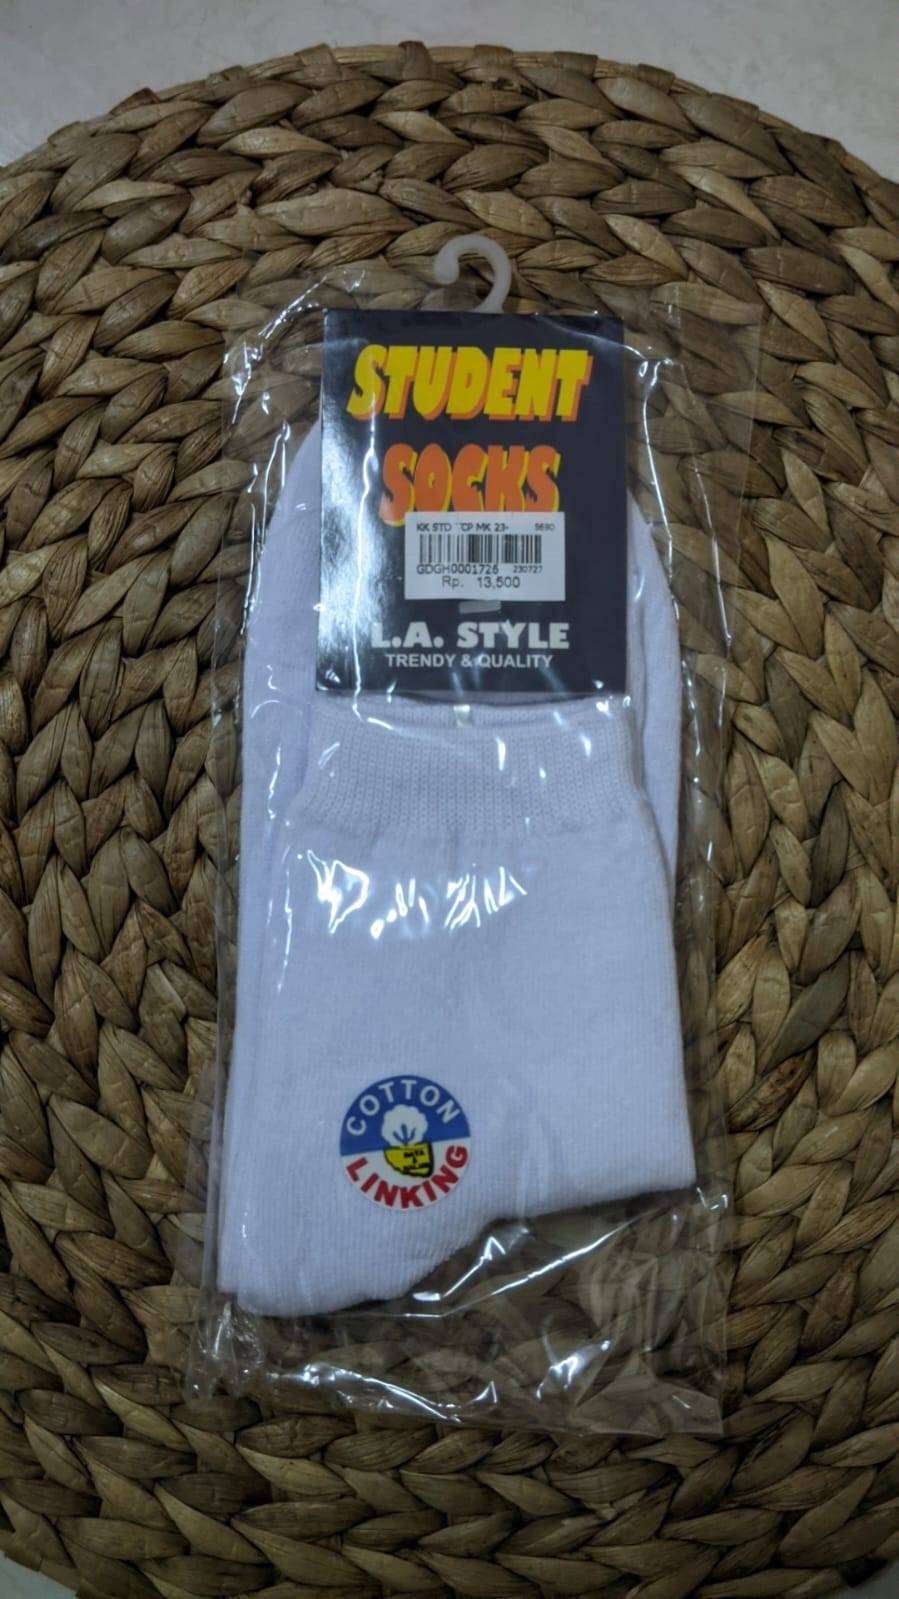 STUDENT
SOCKS
KK STD TCP MK 23- 5690
GDGH0001726 230727
Rp. 13,500
L.A. STYLE
TRENDY & QUALITY
COTTON
LINKING